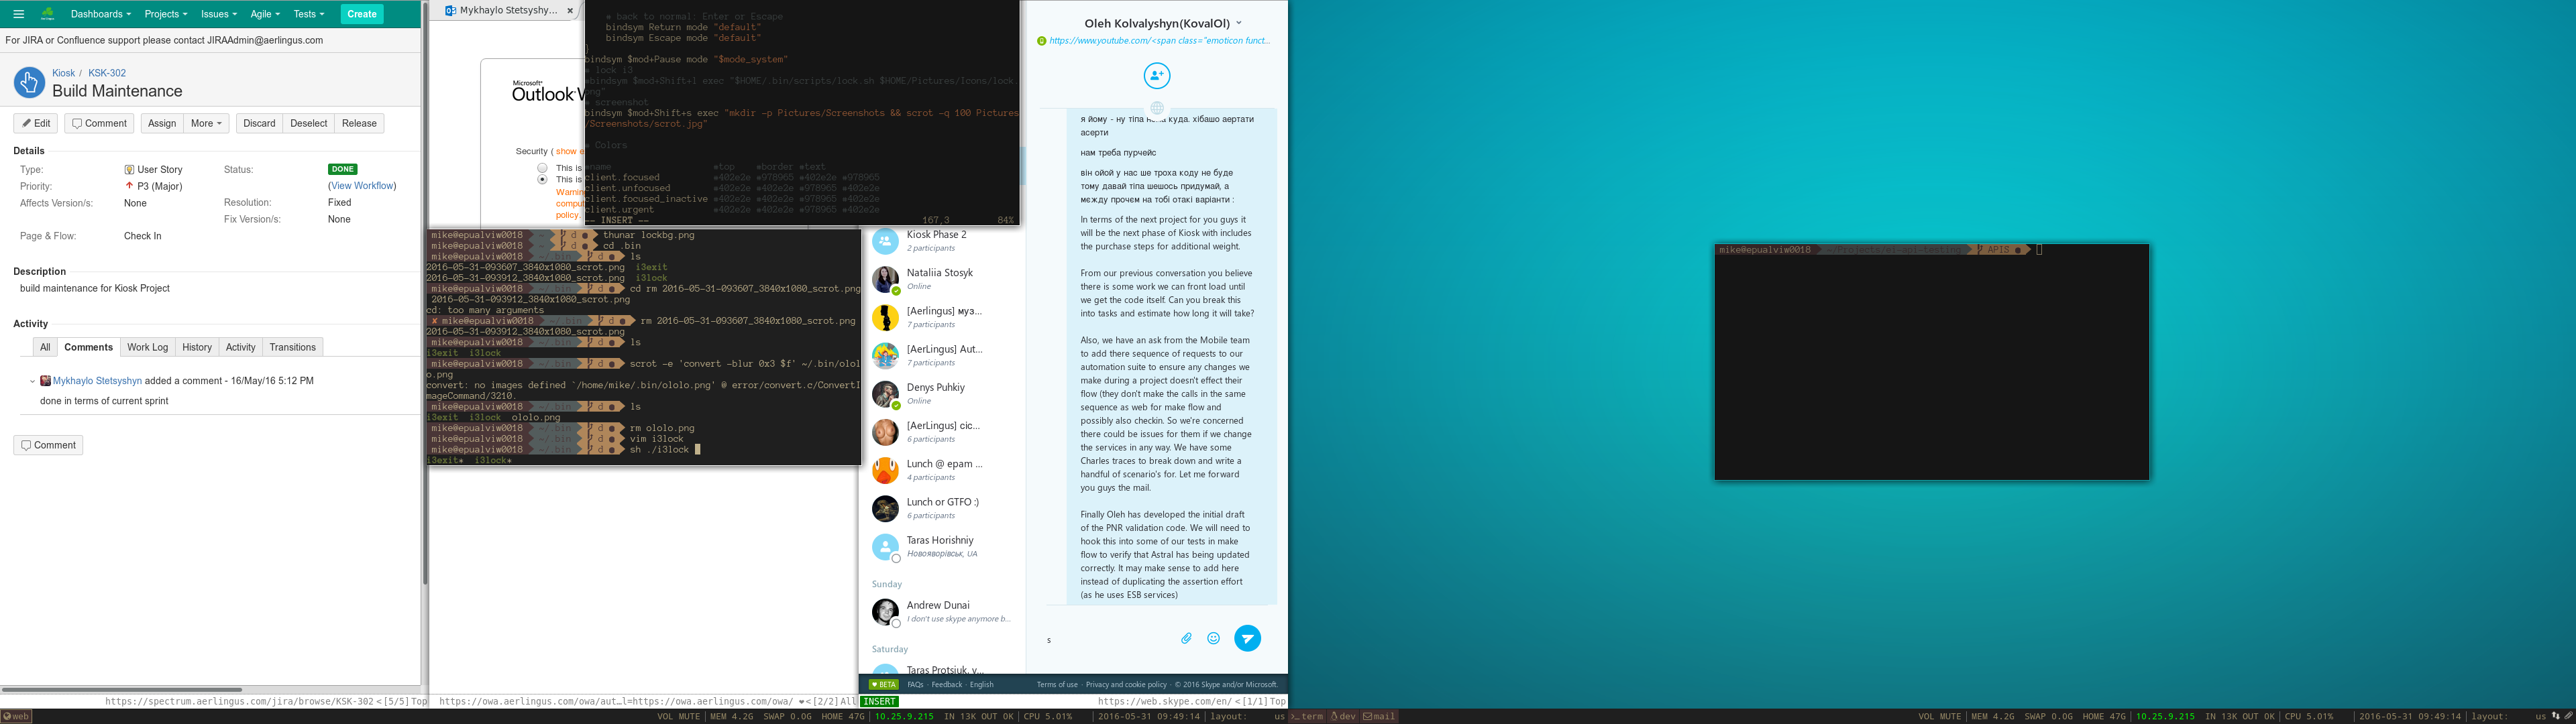 Dashboards Projects Issues Agile Tests Create
For JIRA or Confluence support please contact JIRAAdmin@aerlingus.com
Kiosk / KSK-302
Build Maintenance
Edit Comment Assign More Discard Deselect Release
Details
Type: User Story Status: DONE
Priority: P3 (Major) (View Workflow)
Affects Version/s: None Resolution: Fixed
Fix Version/s: None
Page & Flow: Check In
Description
build maintenance for Kiosk Project
Activity
All Comments Work Log History Activity Transitions
Mykhaylo Stetsyshyn added a comment - 16/May/16 5:12 PM
done in terms of current sprint
Comment
https://spectrum.aerlingus.com/jira/browse/KSK-302 <[5/5]Top
Mykhaylo Stetsysh…
Microsoft®
Outlook W
Security ( show e
This is
This is
Warnin
compu
policy.
# back to normal: Enter or Escape
bindsym Return mode "default"
bindsym Escape mode "default"
}
bindsym $mod+Pause mode "$mode_system"
# lock i3
#bindsym $mod+Shift+l exec "$HOME/.bin/scripts/lock.sh $HOME/Pictures/Icons/lock.
png"
# screenshot
bindsym $mod+Shift+s exec "mkdir -p Pictures/Screenshots && scrot -q 100 Pictures
/Screenshots/scrot.jpg"
# Colors
#name #top #border #text
client.focused #402e2e #978965 #402e2e #978965
client.unfocused #402e2e #402e2e #978965 #402e2e
client.focused_inactive #402e2e #402e2e #978965 #402e2e
client.urgent #402e2e #402e2e #978965 #402e2e
-- INSERT -- 167,3 84%
mike@epualviw0018 ~ d ● thunar lockbg.png
mike@epualviw0018 ~ d ● cd .bin
mike@epualviw0018 ~/.bin d ● ls
2016-05-31-093607_3840x1080_scrot.png i3exit
2016-05-31-093912_3840x1080_scrot.png i3lock
mike@epualviw0018 ~/.bin d ● cd rm 2016-05-31-093607_3840x1080_scrot.png
2016-05-31-093912_3840x1080_scrot.png
cd: too many arguments
✘ mike@epualviw0018 ~/.bin d ● rm 2016-05-31-093607_3840x1080_scrot.png
2016-05-31-093912_3840x1080_scrot.png
mike@epualviw0018 ~/.bin d ● ls
i3exit i3lock
mike@epualviw0018 ~/.bin d ● scrot -e 'convert -blur 0x3 $f' ~/.bin/olol
o.png
convert: no images defined `/home/mike/.bin/ololo.png' @ error/convert.c/ConvertI
mageCommand/3210.
mike@epualviw0018 ~/.bin d ● ls
i3exit i3lock ololo.png
mike@epualviw0018 ~/.bin d ● rm ololo.png
mike@epualviw0018 ~/.bin d ● vim i3lock
mike@epualviw0018 ~/.bin d ● sh ./i3lock
i3exit* i3lock*
https://owa.aerlingus.com/owa/aut…l=https://owa.aerlingus.com/owa/ ❤<[2/2]All
Kiosk Phase 2
2 participants
Nataliia Stosyk
Online
[Aerlingus] муз...
7 participants
[AerLingus] Aut...
7 participants
Denys Puhkiy
Online
[AerLingus] сіс...
6 participants
Lunch @ epam ...
4 participants
Lunch or GTFO :)
6 participants
Taras Horishniy
Новояворівськ, UA
Sunday
Andrew Dunai
I don't use skype anymore b...
Saturday
Taras Protsiuk, v...
Oleh Kolvalyshyn(KovalOl)
https://www.youtube.com/<span class="emoticon funct...
я йому - ну тіпа нема куда. хібашо аертати
асерти
нам треба пурчейс
він ойой у нас ше троха коду не буде
тому давай тіпа шешось придумай, а
между прочєм на тобі отакі варіанти :
In terms of the next project for you guys it
will be the next phase of Kiosk with includes
the purchase steps for additional weight.
From our previous conversation you believe
there is some work we can front load until
we get the code itself. Can you break this
into tasks and estimate how long it will take?
Also, we have an ask from the Mobile team
to add there sequence of requests to our
automation suite to ensure any changes we
make during a project doesn't effect their
flow (they don't make the calls in the same
sequence as web for make flow and
possibly also checkin. So we're concerned
there could be issues for them if we change
the services in any way. We have some
Charles traces to break down and write a
handful of scenario's for. Let me forward
you guys the mail.
Finally Oleh has developed the initial draft
of the PNR validation code. We will need to
hook this into some of our tests in make
flow to verify that Astral has being updated
correctly. It may make sense to add here
instead of duplicating the assertion effort
(as he uses ESB services)
s
BETA FAQs · Feedback · English Terms of use · Privacy and cookie policy · © 2016 Skype and/or Microsoft.
INSERT https://web.skype.com/en/ <[1/1]Top
mike@epualviw0018 APIS ●
web VOL MUTE | MEM 4.2G SWAP 0.0G HOME 47G | 10.25.9.215 IN 13K OUT 0K | CPU 5.01% | 2016-05-31 09:49:14 | layout: us
term dev mail VOL MUTE | MEM 4.2G SWAP 0.0G HOME 47G | 10.25.9.215 IN 13K OUT 0K | CPU 5.01% | 2016-05-31 09:49:14 | layout: us